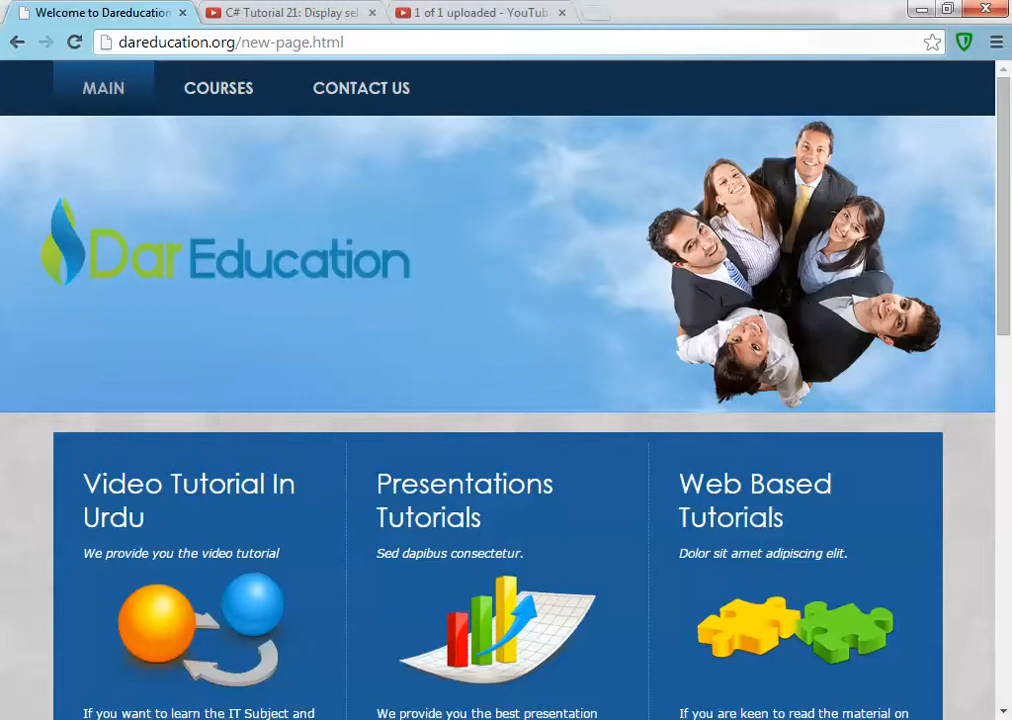 Welcome to Dareducation
C# Tutorial 21: Display sel
1 of 1 uploaded - YouTub
dareducation.org/new-page.html
MAIN COURSES CONTACT US
Dar Education
Video Tutorial In
Urdu
We provide you the video tutorial
If you want to learn the IT Subject and
Presentations
Tutorials
Sed dapibus consectetur.
We provide you the best presentation
Web Based
Tutorials
Dolor sit amet adipiscing elit.
If you are keen to read the material on